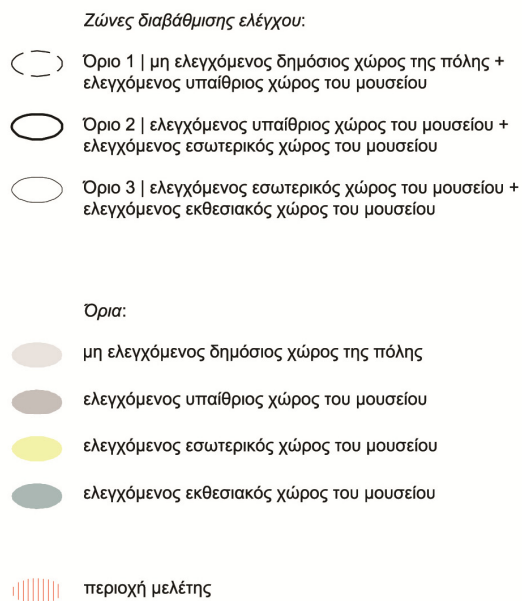 Ζώνες διαβάθμισης ελέγχου:
Όριο 1 | μη ελεγχόμενος δημόσιος χώρος της πόλης +
ελεγχόμενος υπαίθριος χώρος του μουσείου
Όριο 2 | ελεγχόμενος υπαίθριος χώρος του μουσείου +
ελεγχόμενος εσωτερικός χώρος του μουσείου
Όριο 3 | ελεγχόμενος εσωτερικός χώρος του μουσείου +
ελεγχόμενος εκθεσιακός χώρος του μουσείου
Όρια:
μη ελεγχόμενος δημόσιος χώρος της πόλης
ελεγχόμενος υπαίθριος χώρος του μουσείου
ελεγχόμενος εσωτερικός χώρος του μουσείου
ελεγχόμενος εκθεσιακός χώρος του μουσείου
περιοχή μελέτης